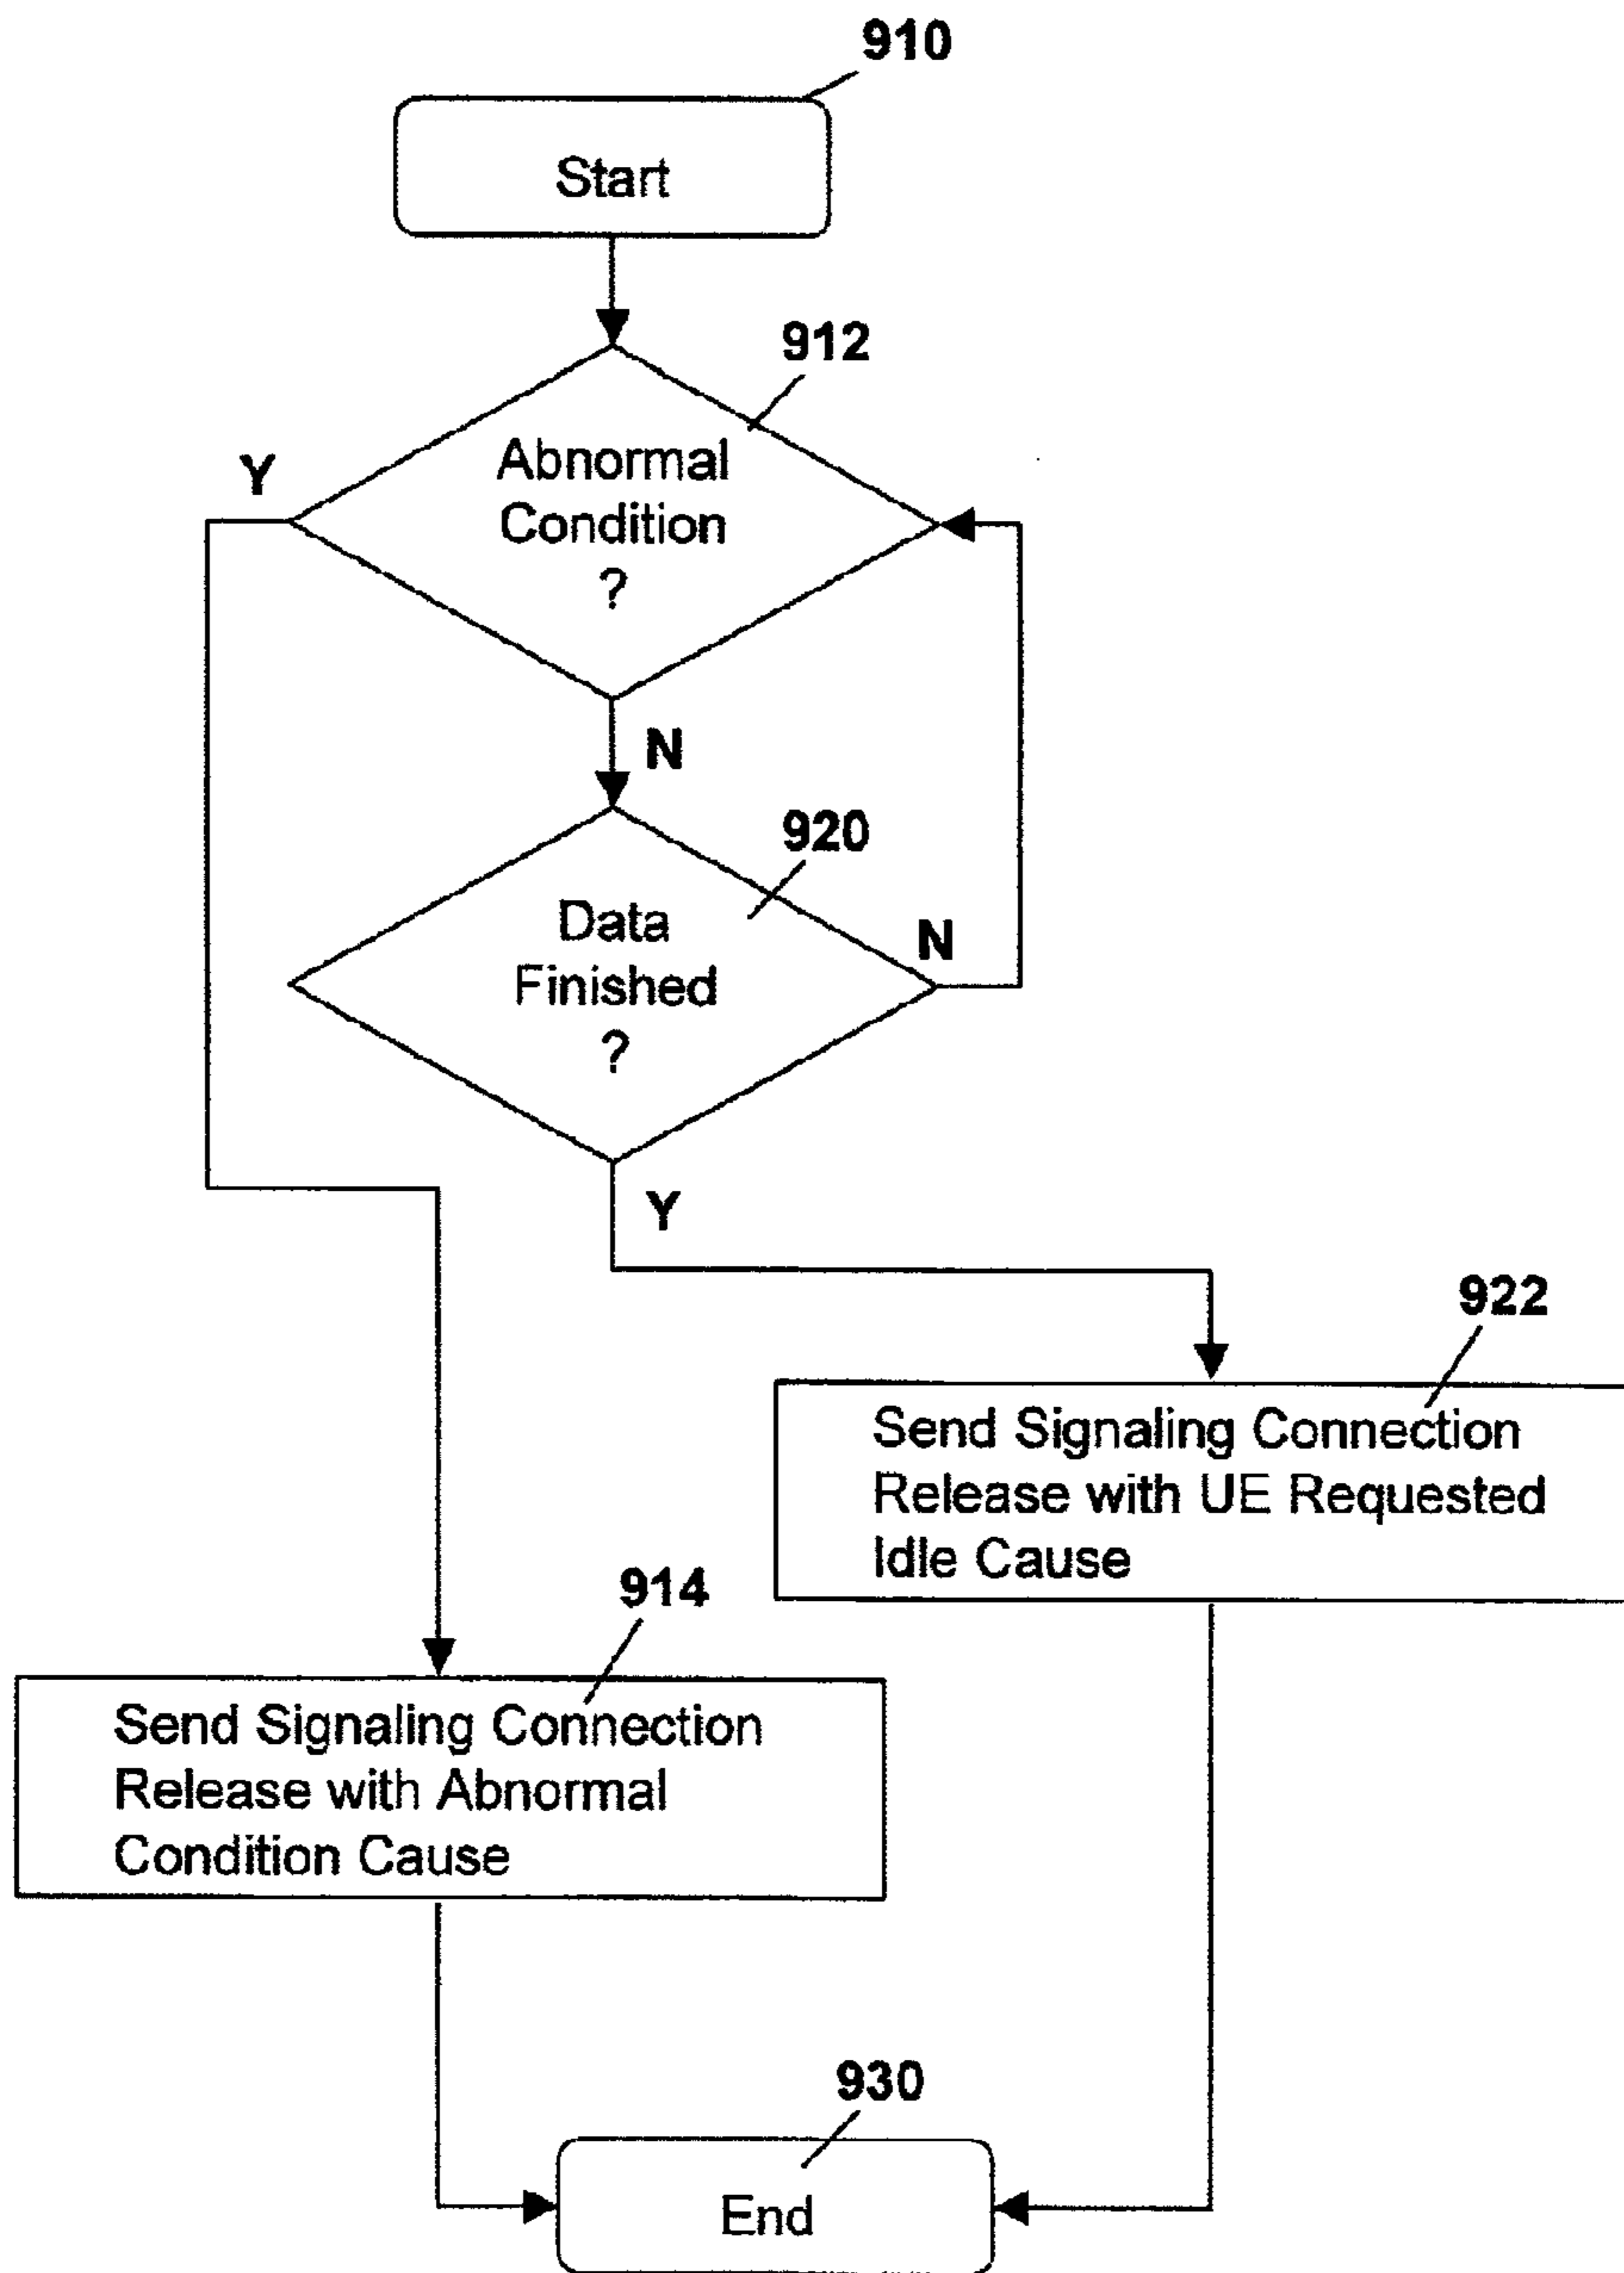 910
Start
912
Abnormal
Condition
?
Y
N
920
Data
Finished
?
N
Y
922
Send Signaling Connection
Release with UE Requested
Idle Cause
914
Send Signaling Connection
Release with Abnormal
Condition Cause
930
End